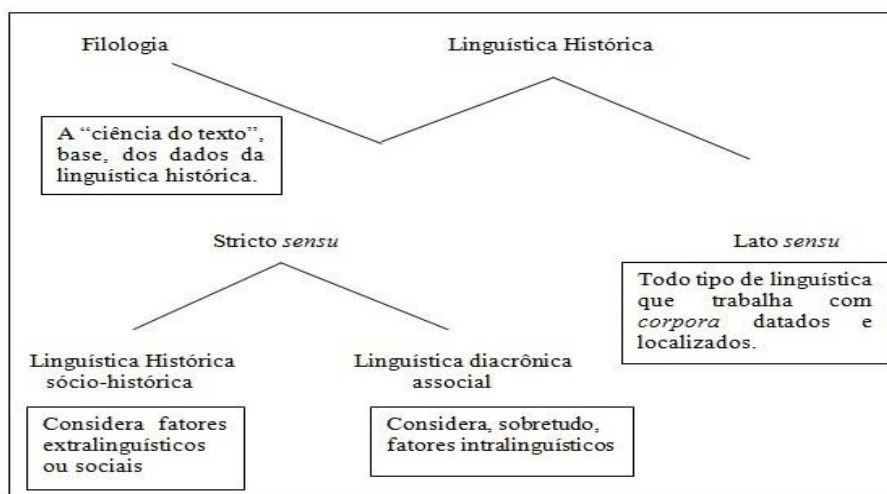 Filologia
Linguística Histórica
A “ciência do texto”,
base, dos dados da
linguística histórica.
Stricto sensu
Lato sensu
Todo tipo de linguística
que trabalha com
corpora datados e
localizados.
Linguística Histórica
sócio-histórica
Linguística diacrônica
associal
Considera fatores
extralinguísticos
ou sociais
Considera, sobretudo,
fatores intralinguísticos